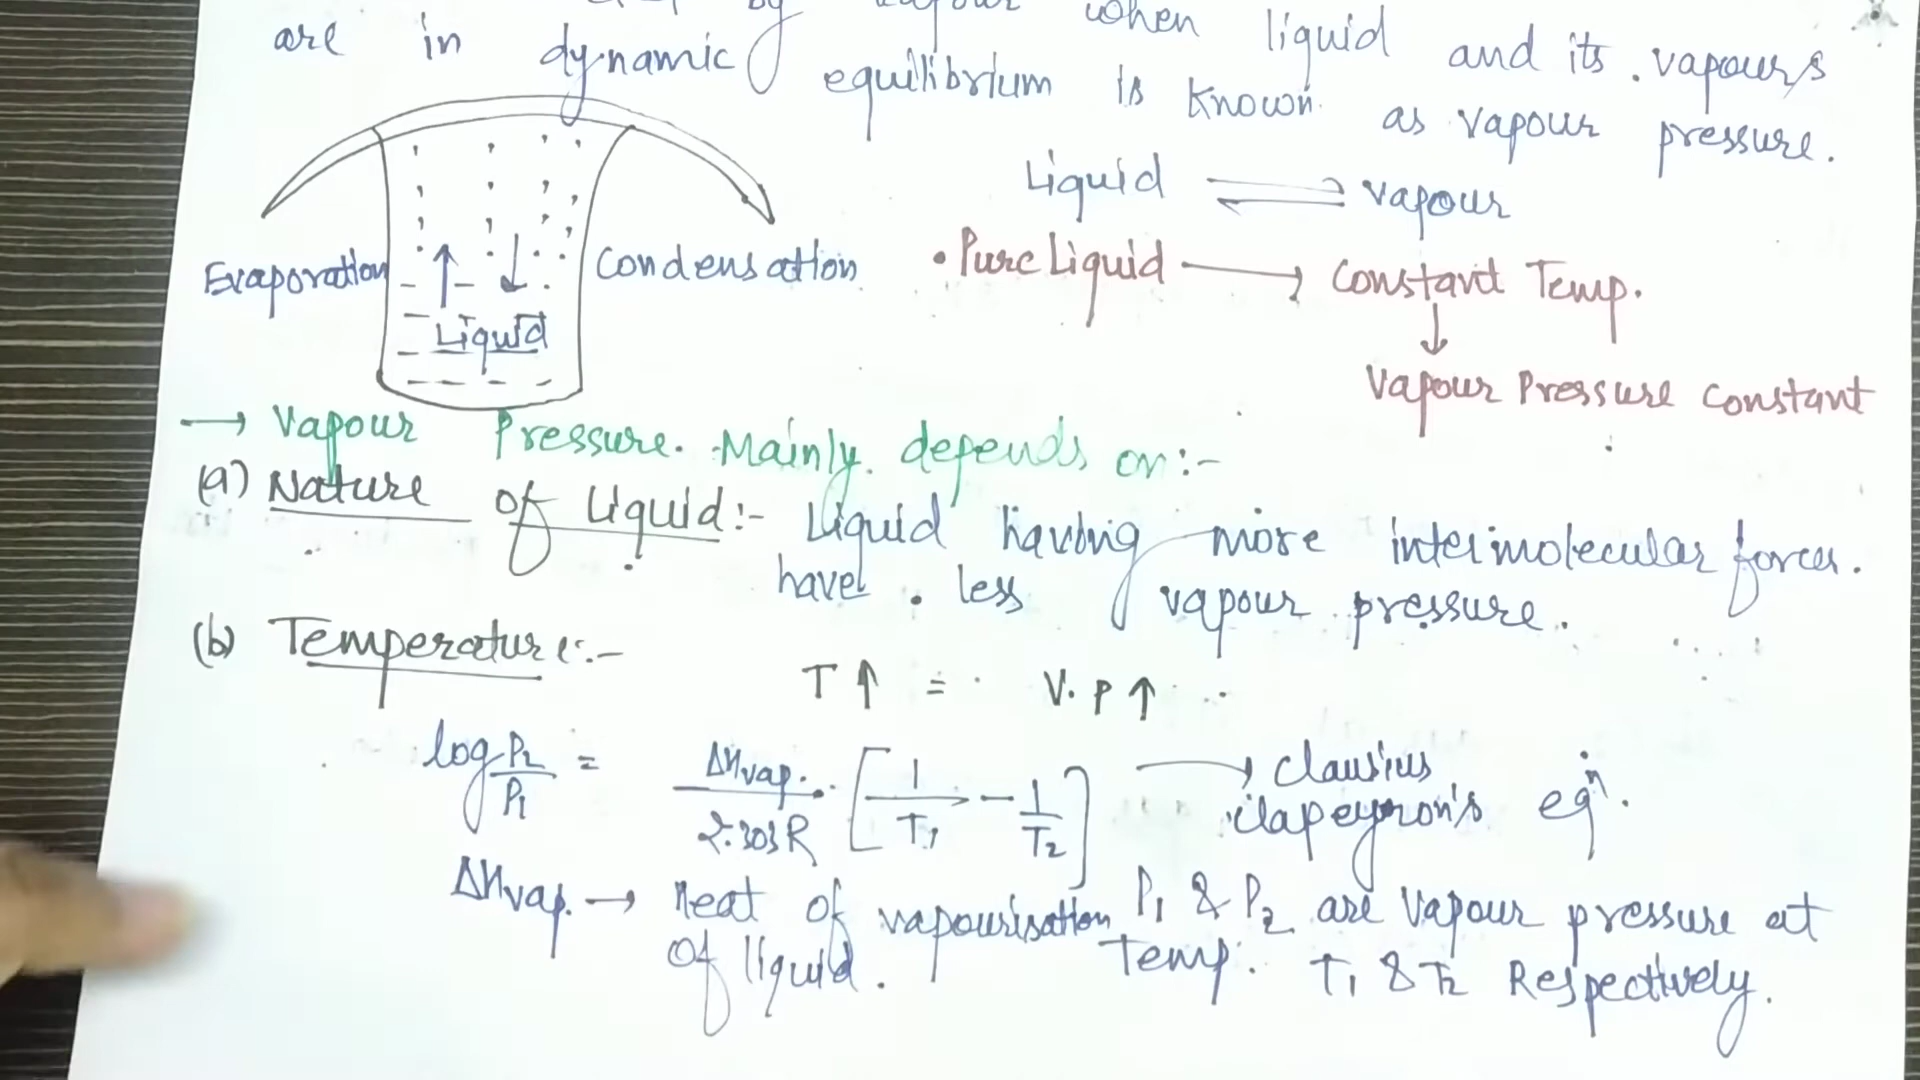 by vapour when liquid and its vapours
are in dynamic equilibrium is known as vapour pressure.
Liquid ⇌ vapour
Evaporation
Condensation
Liquid
• Pure Liquid → Constant Temp.
↓
Vapour Pressure constant
→ Vapour Pressure Mainly depends on:-
(a) Nature of Liquid:- Liquid having more intermolecular forces.
have less vapour pressure.
(b) Temperature:-
T ↑ = V.P ↑
log P2/P1 = ΔHvap./2.303R [1/T1 - 1/T2] → Clausius
Clapeyron's eqn.
ΔHvap. → Heat of vapourisation
of liquid.
P1 & P2 are Vapour pressure at
Temp. T1 & T2 Respectively.